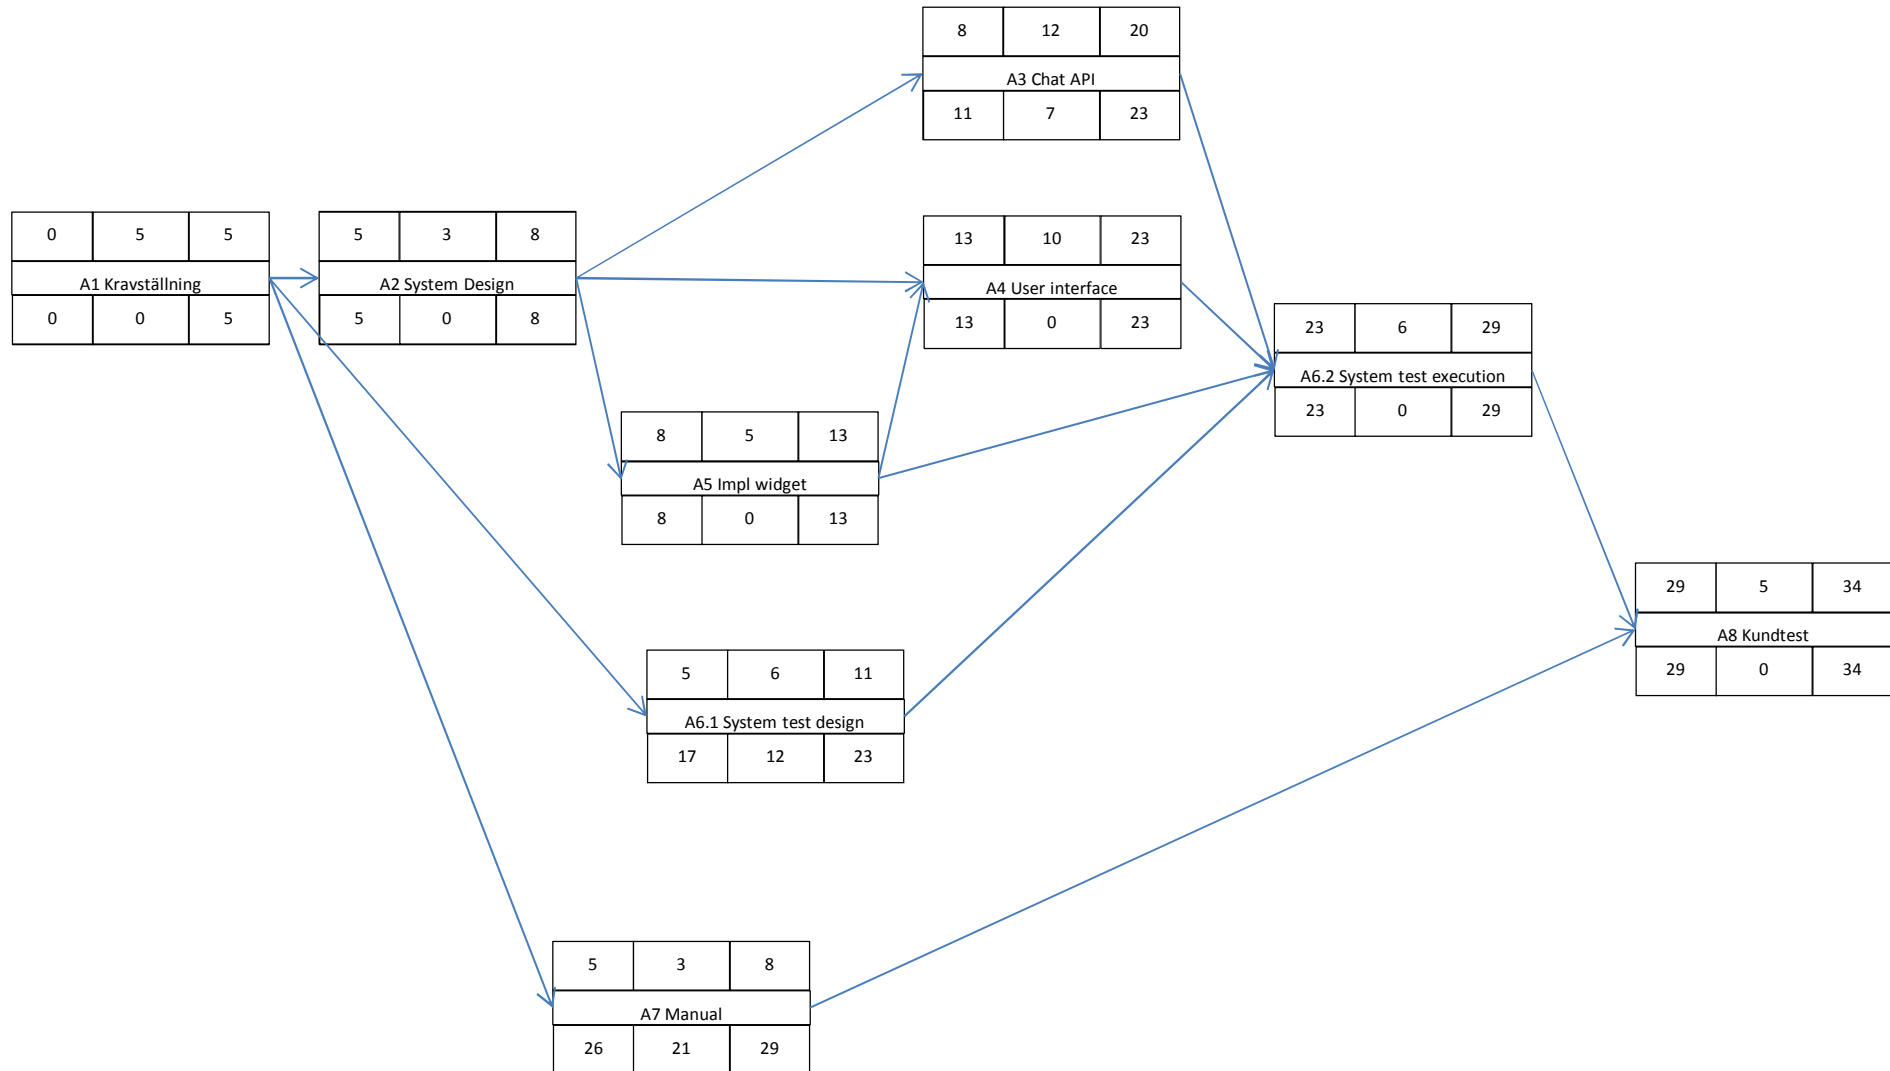 8 12 20
A3 Chat API
11 7 23
0 5 5
A1 Kravställning
0 0 5
5 3 8
A2 System Design
5 0 8
13 10 23
A4 User interface
13 0 23
23 6 29
A6.2 System test execution
23 0 29
8 5 13
A5 Impl widget
8 0 13
29 5 34
A8 Kundtest
29 0 34
5 6 11
A6.1 System test design
17 12 23
5 3 8
A7 Manual
26 21 29